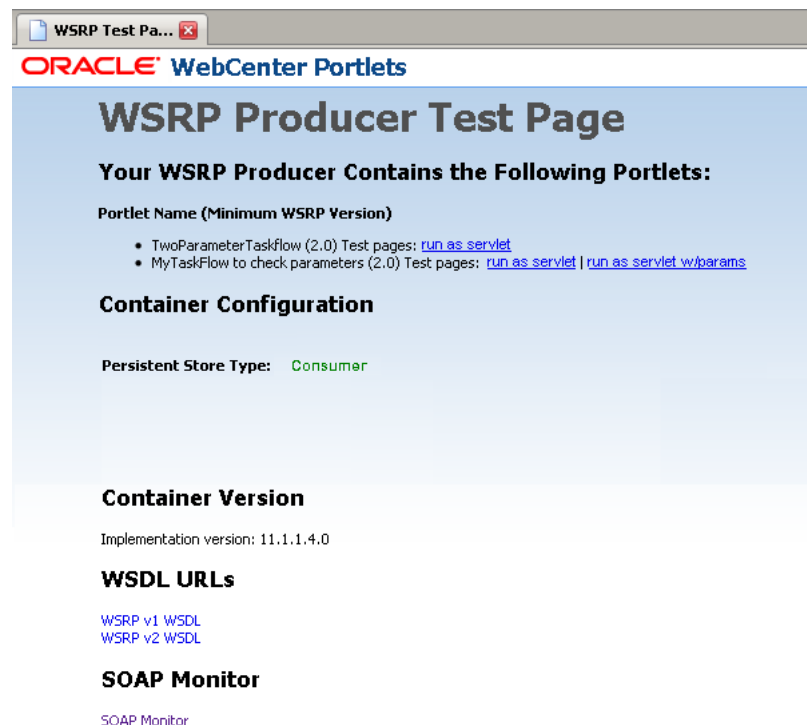 WSRP Test Pa...
ORACLE WebCenter Portlets
WSRP Producer Test Page
Your WSRP Producer Contains the Following Portlets:
Portlet Name (Minimum WSRP Version)
• TwoParameterTaskflow (2.0) Test pages: run as servlet
• MyTaskFlow to check parameters (2.0) Test pages: run as servlet | run as servlet w/params
Container Configuration
Persistent Store Type: Consumer
Container Version
Implementation version: 11.1.1.4.0
WSDL URLs
WSRP v1 WSDL
WSRP v2 WSDL
SOAP Monitor
SOAP Monitor